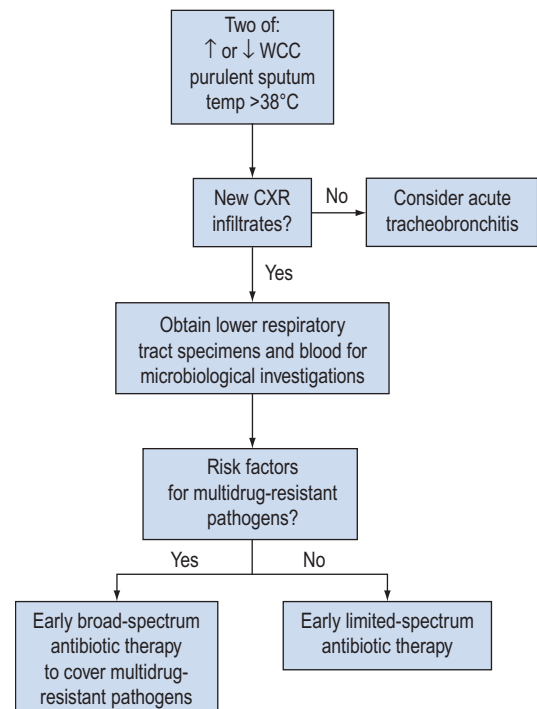 Two of:
↑ or ↓ WCC
purulent sputum
temp >38°C
New CXR
infiltrates?
No
Consider acute
tracheobronchitis
Yes
Obtain lower respiratory
tract specimens and blood for
microbiological investigations
Risk factors
for multidrug-resistant
pathogens?
Yes
No
Early broad-spectrum
antibiotic therapy
to cover multidrug-
resistant pathogens
Early limited-spectrum
antibiotic therapy